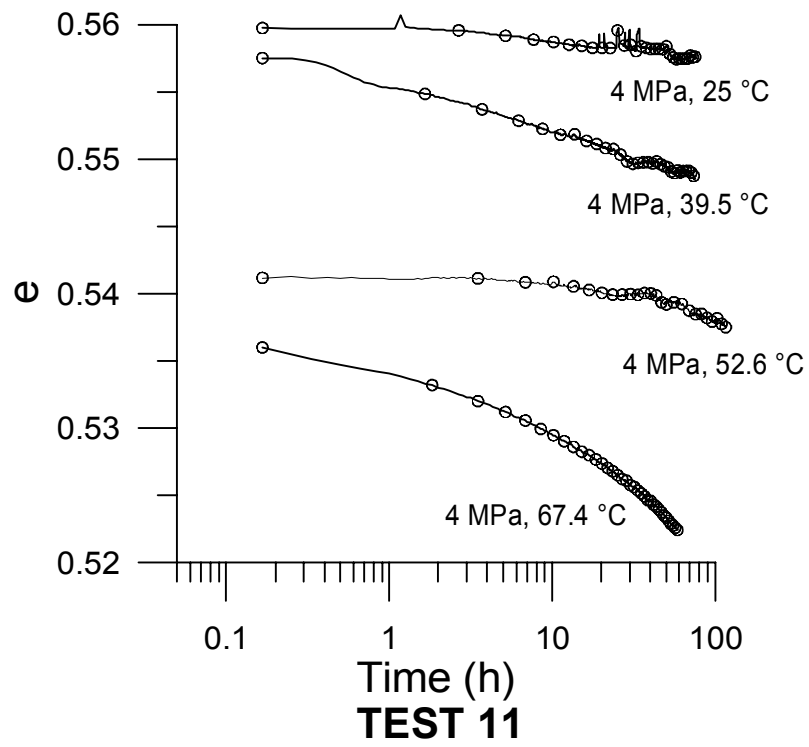 0.56
4 MPa, 25 °C
0.55
4 MPa, 39.5 °C
e
0.54
4 MPa, 52.6 °C
0.53
4 MPa, 67.4 °C
0.52
0.1 1 10 100
Time (h)
TEST 11